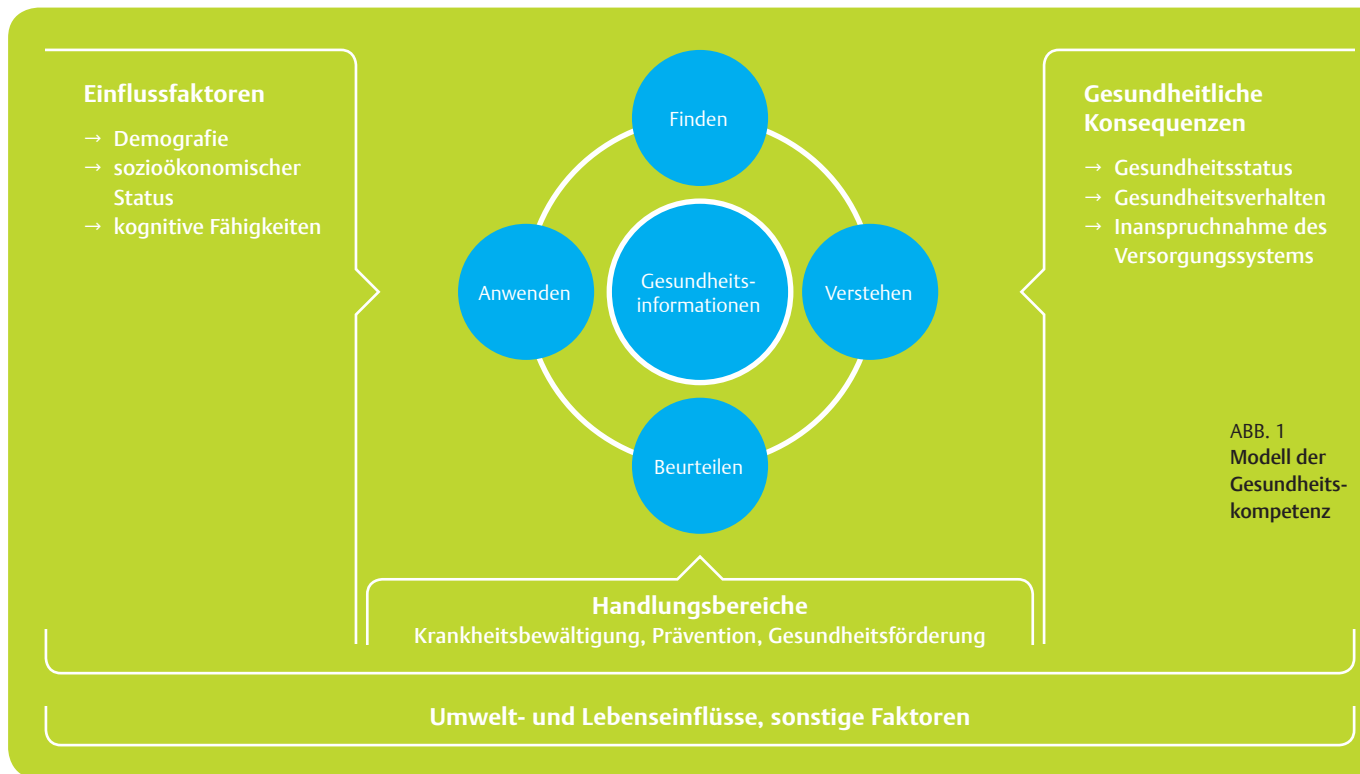 Einflussfaktoren
→ Demografie
→ sozioökonomischer
Status
→ kognitive Fähigkeiten
Finden
Anwenden
Gesundheits-
informationen
Verstehen
Beurteilen
Gesundheitliche
Konsequenzen
→ Gesundheitsstatus
→ Gesundheitsverhalten
→ Inanspruchnahme des
Versorgungssystems
ABB. 1
Modell der
Gesundheits-
kompetenz
Handlungsbereiche
Krankheitsbewältigung, Prävention, Gesundheitsförderung
Umwelt- und Lebenseinflüsse, sonstige Faktoren